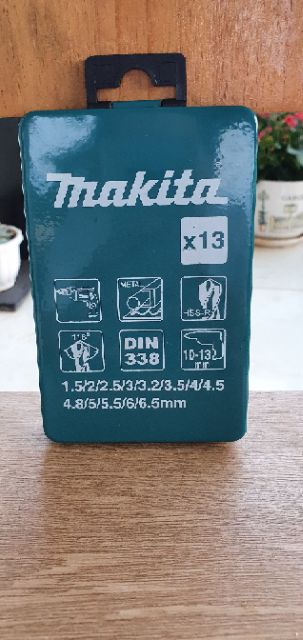 makita
x13
META
HSS-R
DIN
338
10-13
1.5/2/2.5/3/3.2/3.5/4/4.5
4.8/5/5.5/6/6.5mm